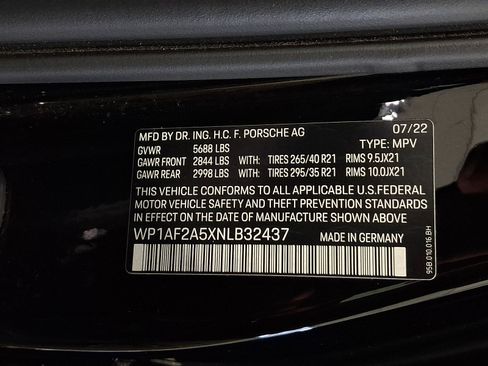 MFD BY DR. ING. H.C. F. PORSCHE AG 07/22
GVWR 5688 LBS TYPE: MPV
GAWR FRONT 2844 LBS WITH: TIRES 265/40 R21 RIMS 9.5JX21
GAWR REAR 2998 LBS WITH: TIRES 295/35 R21 RIMS 10.0JX21
THIS VEHICLE CONFORMS TO ALL APPLICABLE U.S.FEDERAL
MOTOR VEHICLE SAFETY AND THEFT PREVENTION STANDARDS
IN EFFECT ON THE DATE OF MANUFACTURE SHOWN ABOVE
WP1AF2A5XNLB32437 MADE IN GERMANY
95B.010.016.BH